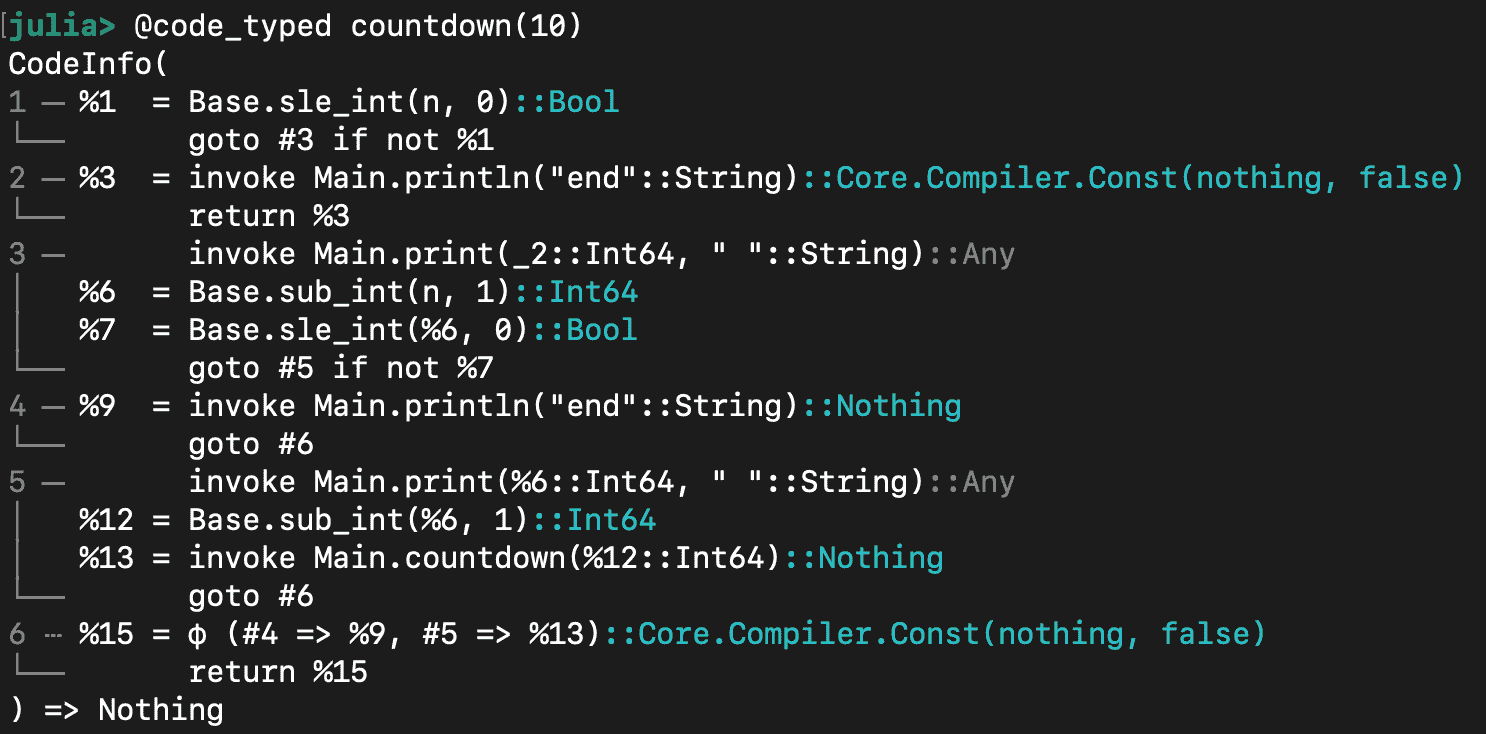 julia> @code_typed countdown(10)
CodeInfo(
1 ─ %1  = Base.sle_int(n, 0)::Bool
└──       goto #3 if not %1
2 ─ %3  = invoke Main.println("end"::String)::Core.Compiler.Const(nothing, false)
└──       return %3
3 ─       invoke Main.print(_2::Int64, " "::String)::Any
│   %6  = Base.sub_int(n, 1)::Int64
│   %7  = Base.sle_int(%6, 0)::Bool
└──       goto #5 if not %7
4 ─ %9  = invoke Main.println("end"::String)::Nothing
└──       goto #6
5 ─       invoke Main.print(%6::Int64, " "::String)::Any
│   %12 = Base.sub_int(%6, 1)::Int64
│   %13 = invoke Main.countdown(%12::Int64)::Nothing
└──       goto #6
6 ┄ %15 = φ (#4 => %9, #5 => %13)::Core.Compiler.Const(nothing, false)
└──       return %15
) => Nothing